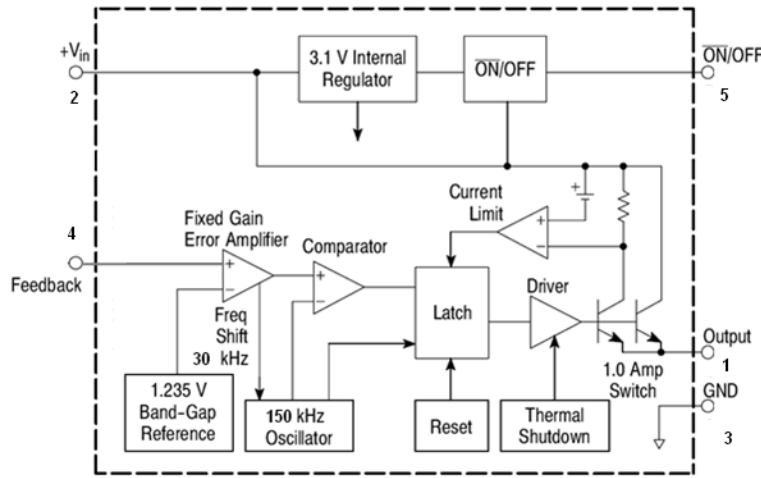 +Vin
2
3.1 V Internal
Regulator
ON/OFF
ON/OFF
5
Current
Limit
+
+
−
4
Feedback
Fixed Gain
Error Amplifier
+
−
Comparator
+
−
Freq
Shift
30 kHz
Latch
Driver
Output
1
1.0 Amp
Switch
GND
3
1.235 V
Band-Gap
Reference
150 kHz
Oscillator
Reset
Thermal
Shutdown